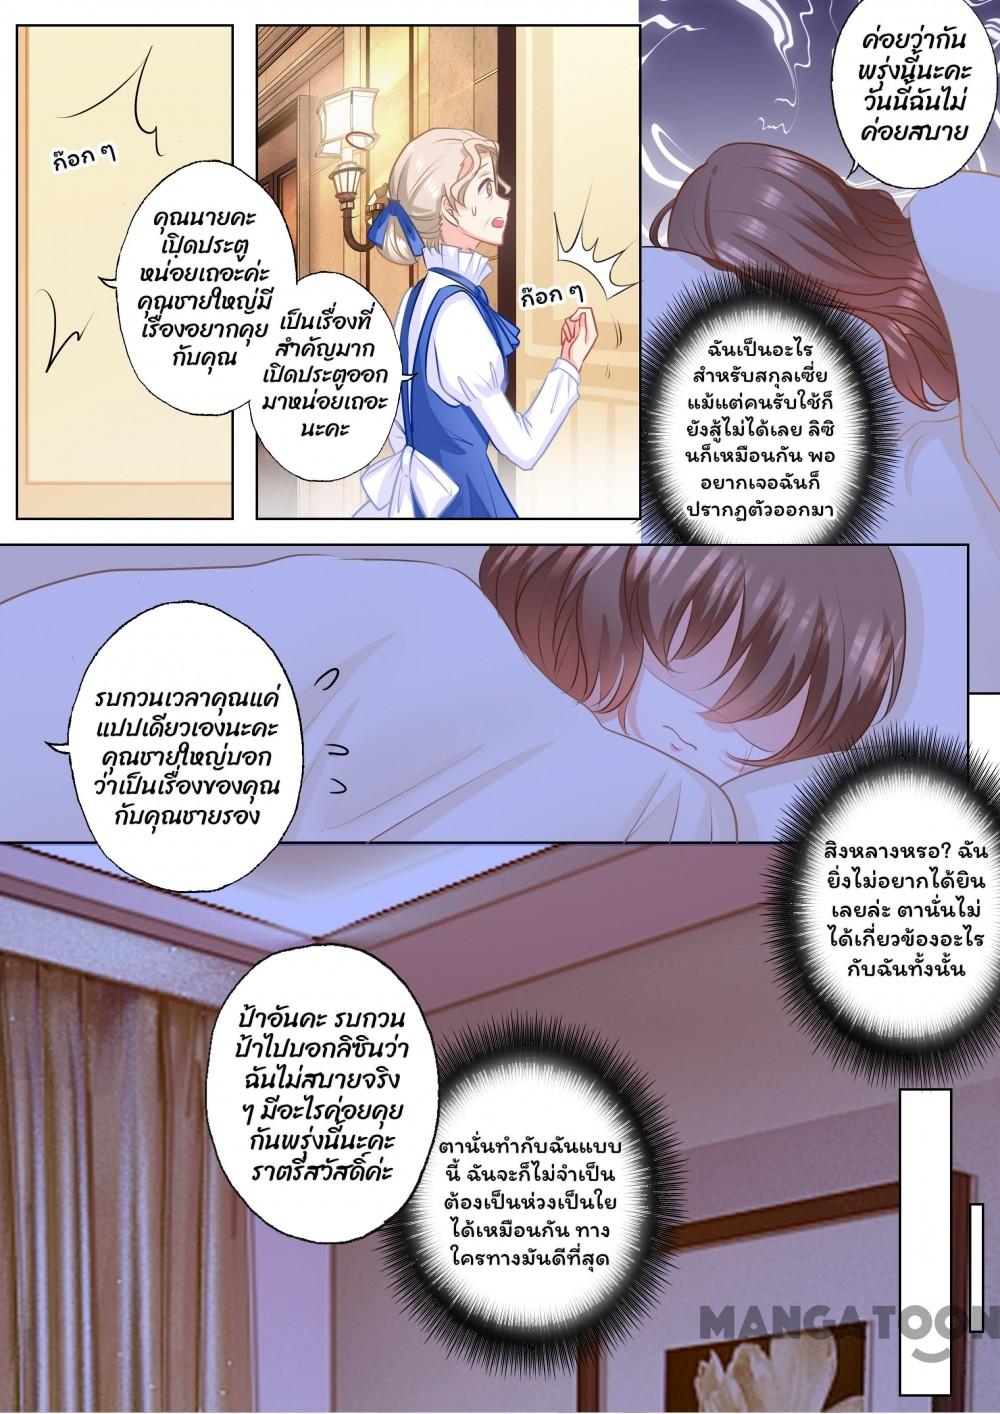 ก๊อก ๆ
คุณนายคะ
เปิดประตู
หน่อยเถอะค่ะ
คุณชายใหญ่มี
เรื่องอยากคุย
กับคุณ
เป็นเรื่องที่
สำคัญมาก
เปิดประตูออก
มาหน่อยเถอะ
นะคะ
ก๊อก ๆ
ค่อยว่ากัน
พรุ่งนี้นะคะ
วันนี้ฉันไม่
ค่อยสบาย
ฉันเป็นอะไร
สำหรับสกุลเซี่ย
แม้แต่คนรับใช้ก็
ยังสู้ไม่ได้เลย ลิซิ
นก็เหมือนกัน พอ
อยากเจอฉันก็
ปรากฏตัวออกมา
รบกวนเวลาคุณแค่
แปปเดียวเองนะคะ
คุณชายใหญ่บอก
ว่าเป็นเรื่องของคุณ
กับคุณชายรอง
สิงหลางหรอ? ฉัน
ยิ่งไม่อยากได้ยิน
เลยล่ะ ตานั่นไม่
ได้เกี่ยวข้องอะไร
กับฉันทั้งนั้น
ป้าอันคะ รบกวน
ป้าไปบอกลิซินว่า
ฉันไม่สบายจริง
ๆ มีอะไรค่อยคุย
กันพรุ่งนี้นะคะ
ราตรีสวัสดิ์ค่ะ
ตานั่นทำกับฉันแบบ
นี้ ฉันจะก็ไม่จำเป็น
ต้องเป็นห่วงเป็นใย
ได้เหมือนกัน ทาง
ใครทางมันดีที่สุด
MANGATOON